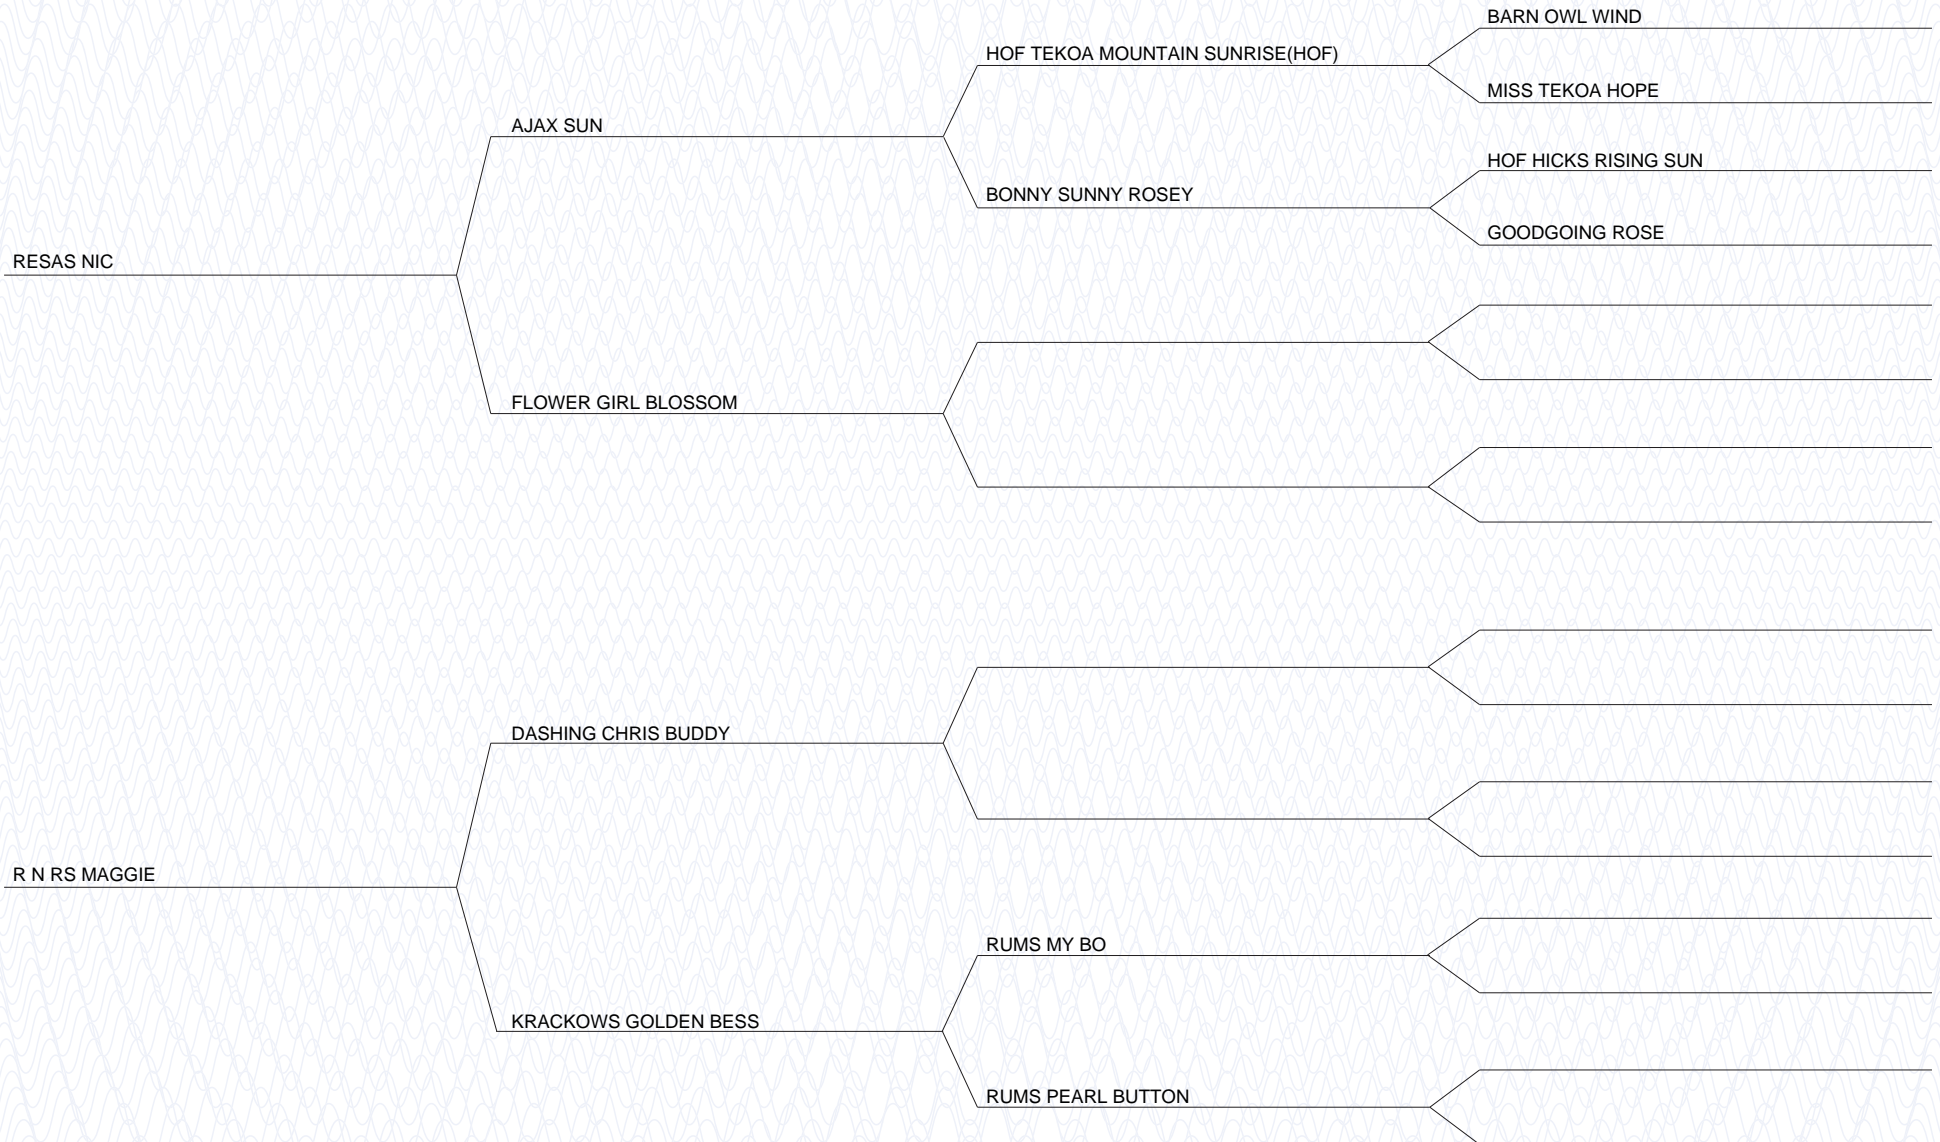 BARN OWL WIND
HOF TEKOA MOUNTAIN SUNRISE(HOF)
MISS TEKOA HOPE
AJAX SUN
HOF HICKS RISING SUN
BONNY SUNNY ROSEY
GOODGOING ROSE
RESAS NIC
FLOWER GIRL BLOSSOM
DASHING CHRIS BUDDY
R N RS MAGGIE
RUMS MY BO
KRACKOWS GOLDEN BESS
RUMS PEARL BUTTON